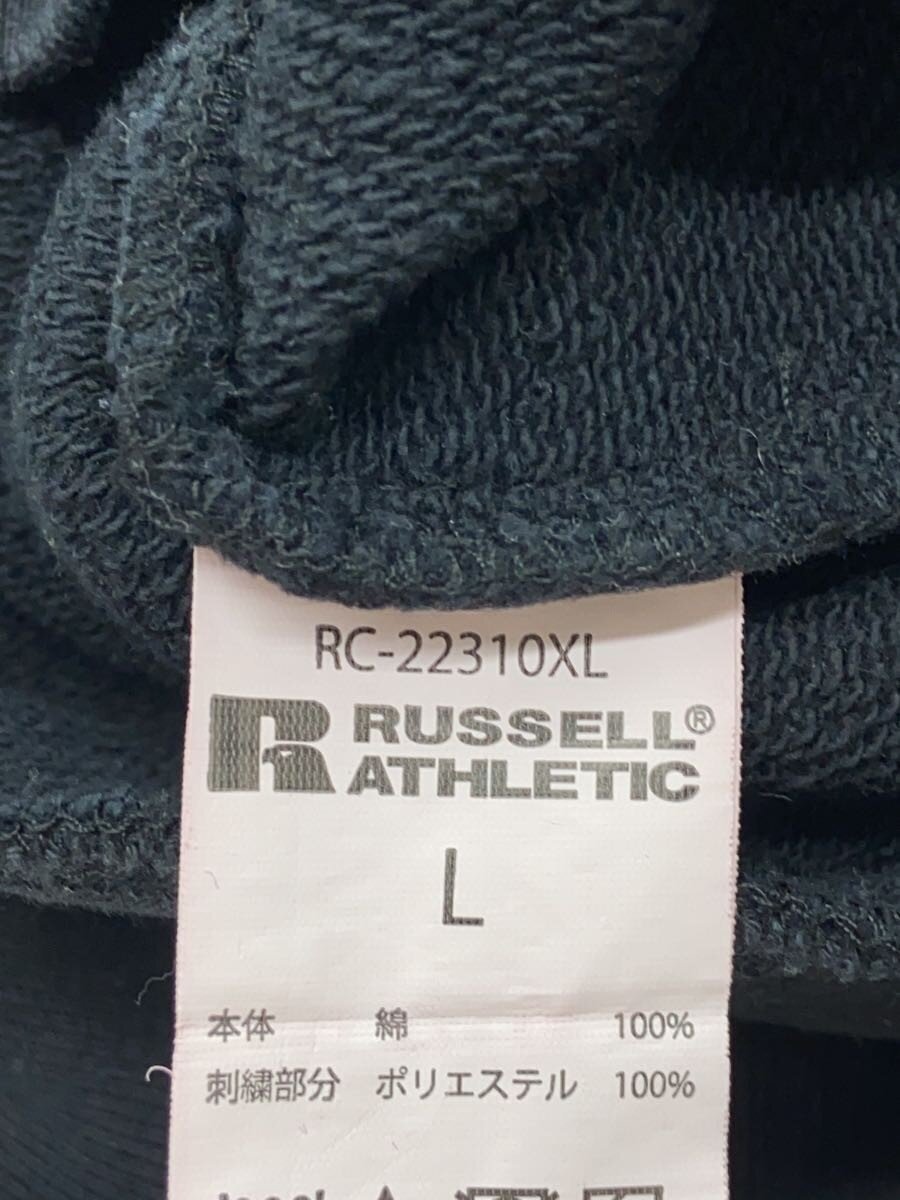 RC-22310XL
RUSSELL®
ATHLETIC
L
本体 綿 100%
刺繍部分 ポリエステル 100%